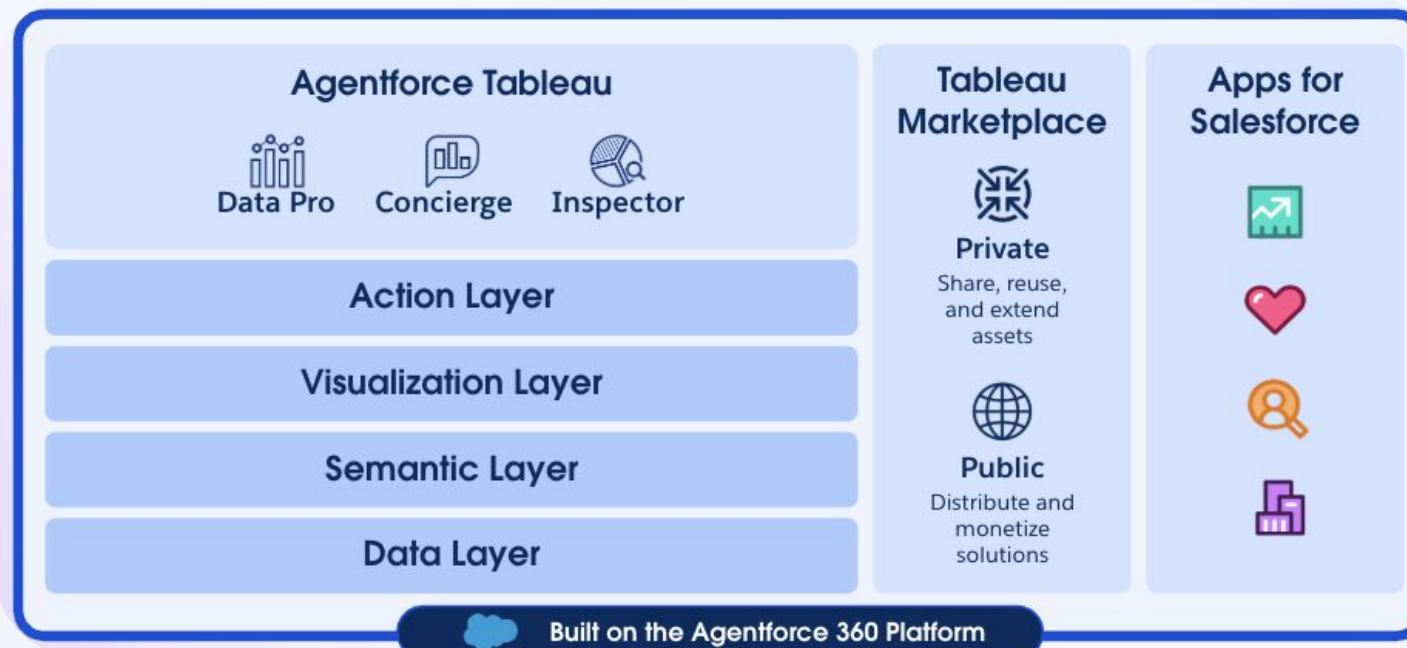 Agentforce Tableau
Data Pro
Concierge
Inspector
Action Layer
Visualization Layer
Semantic Layer
Data Layer
Tableau
Marketplace
Private
Share, reuse,
and extend
assets
Public
Distribute and
monetize
solutions
Apps for
Salesforce
Built on the Agentforce 360 Platform